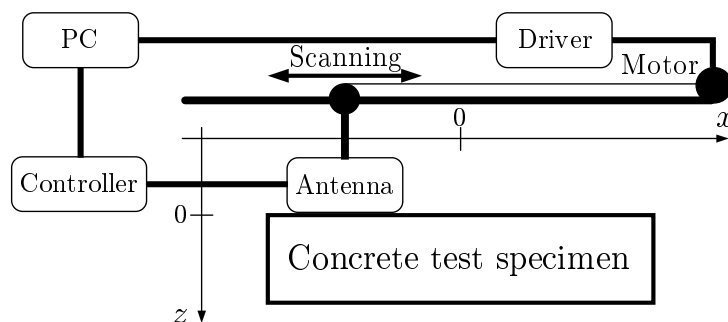 PC
Driver
Scanning
Motor
0
x
Controller
Antenna
0
Concrete test specimen
z